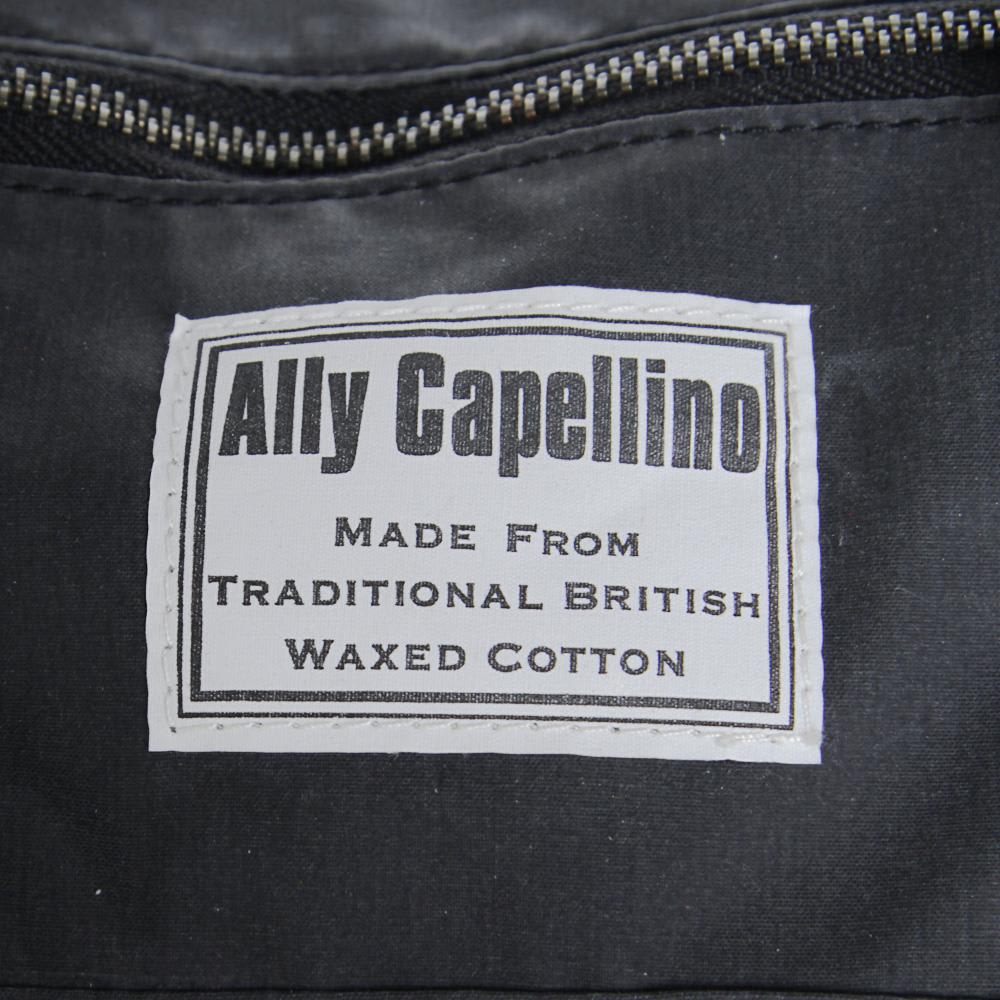 Ally Capellino
MADE FROM
TRADITIONAL BRITISH
WAXED COTTON